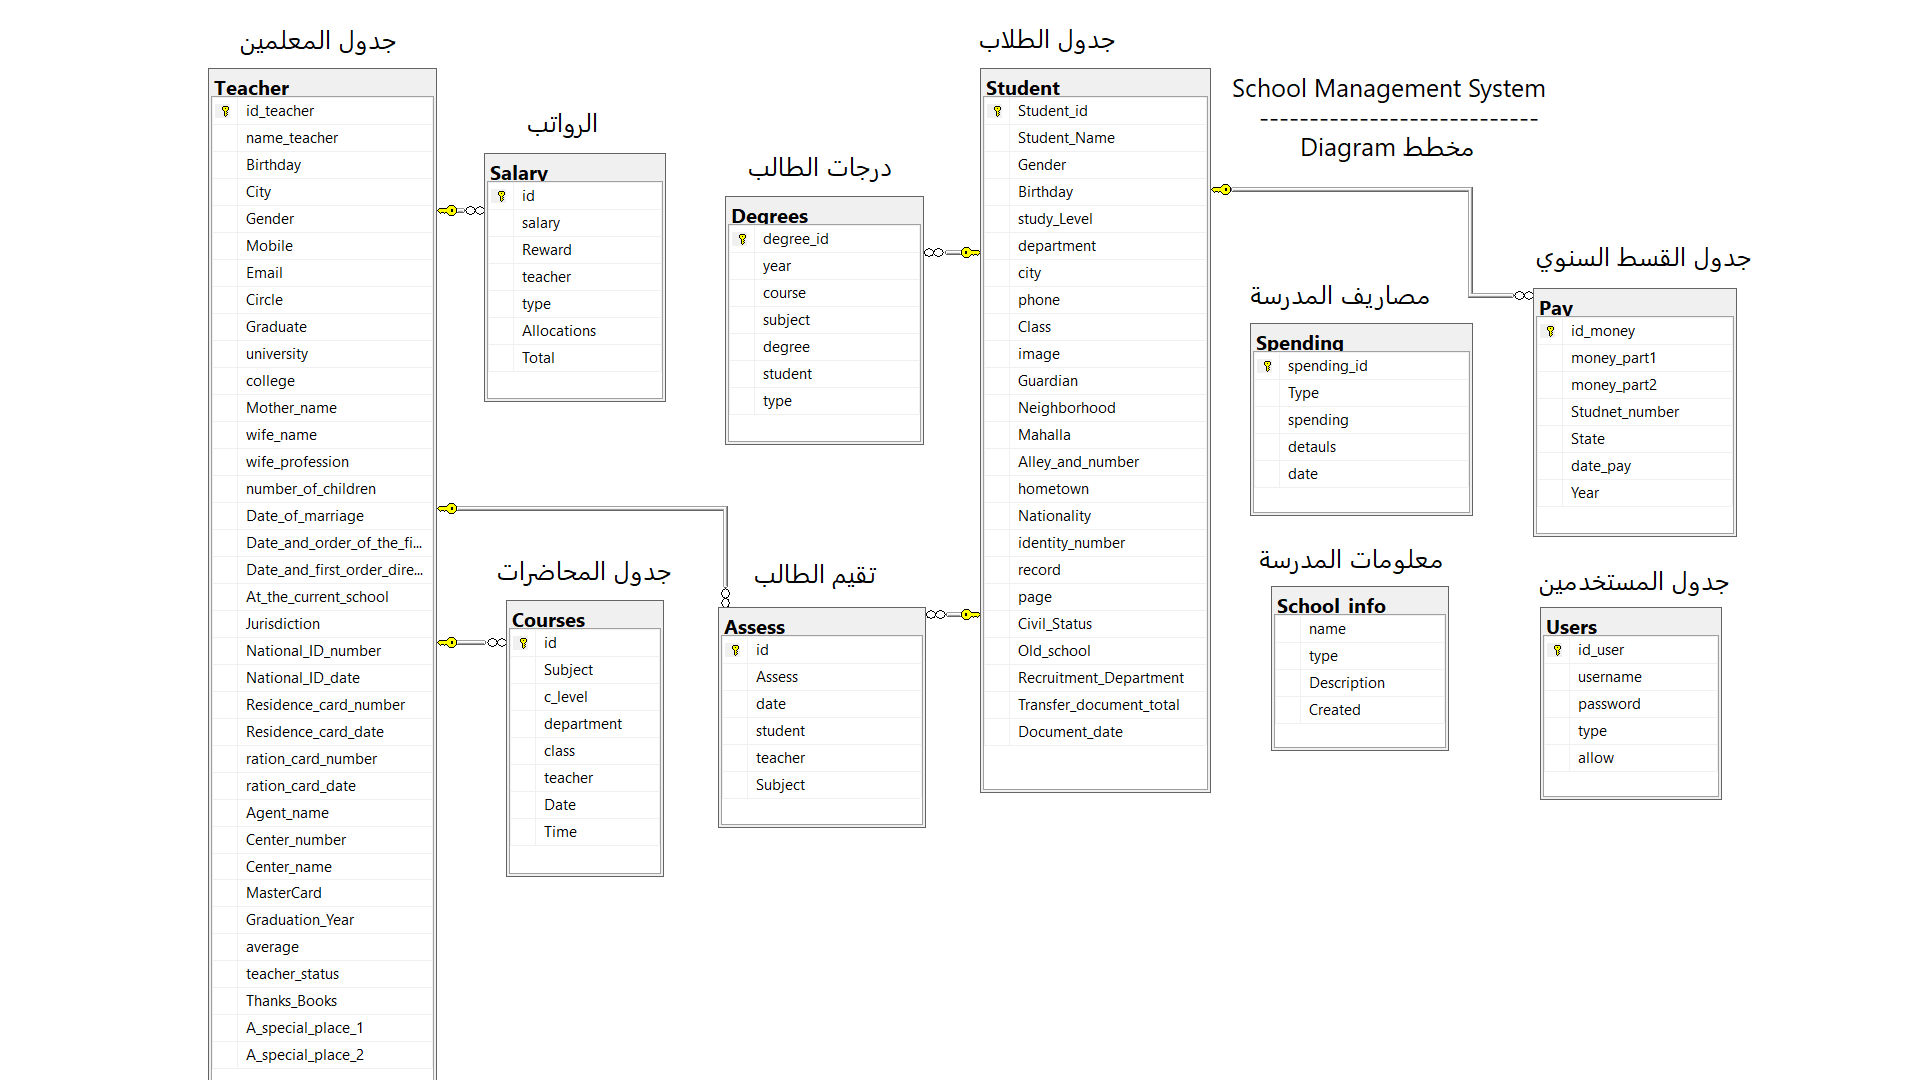 جدول المعلمين
Teacher
id_teacher
name_teacher
Birthday
City
Gender
Mobile
Email
Circle
Graduate
university
college
Mother_name
wife_name
wife_profession
number_of_children
Date_of_marriage
Date_and_order_of_the_fi...
Date_and_first_order_dire...
At_the_current_school
Jurisdiction
National_ID_number
National_ID_date
Residence_card_number
Residence_card_date
ration_card_number
ration_card_date
Agent_name
Center_number
Center_name
MasterCard
Graduation_Year
average
teacher_status
Thanks_Books
A_special_place_1
A_special_place_2
الرواتب
Salary
id
salary
Reward
teacher
type
Allocations
Total
جدول المحاضرات
Courses
id
Subject
c_level
department
class
teacher
Date
Time
درجات الطالب
Degrees
degree_id
year
course
subject
degree
student
type
تقيم الطالب
Assess
id
Assess
date
student
teacher
Subject
جدول الطلاب
Student
Student_id
Student_Name
Gender
Birthday
study_Level
department
city
phone
Class
image
Guardian
Neighborhood
Mahalla
Alley_and_number
hometown
Nationality
identity_number
record
page
Civil_Status
Old_school
Recruitment_Department
Transfer_document_total
Document_date
School Management System
----------------------------
مخطط Diagram
مصاريف المدرسة
Spending
spending_id
Type
spending
detauls
date
معلومات المدرسة
School_info
name
type
Description
Created
جدول القسط السنوي
Pay
id_money
money_part1
money_part2
Studnet_number
State
date_pay
Year
جدول المستخدمين
Users
id_user
username
password
type
allow